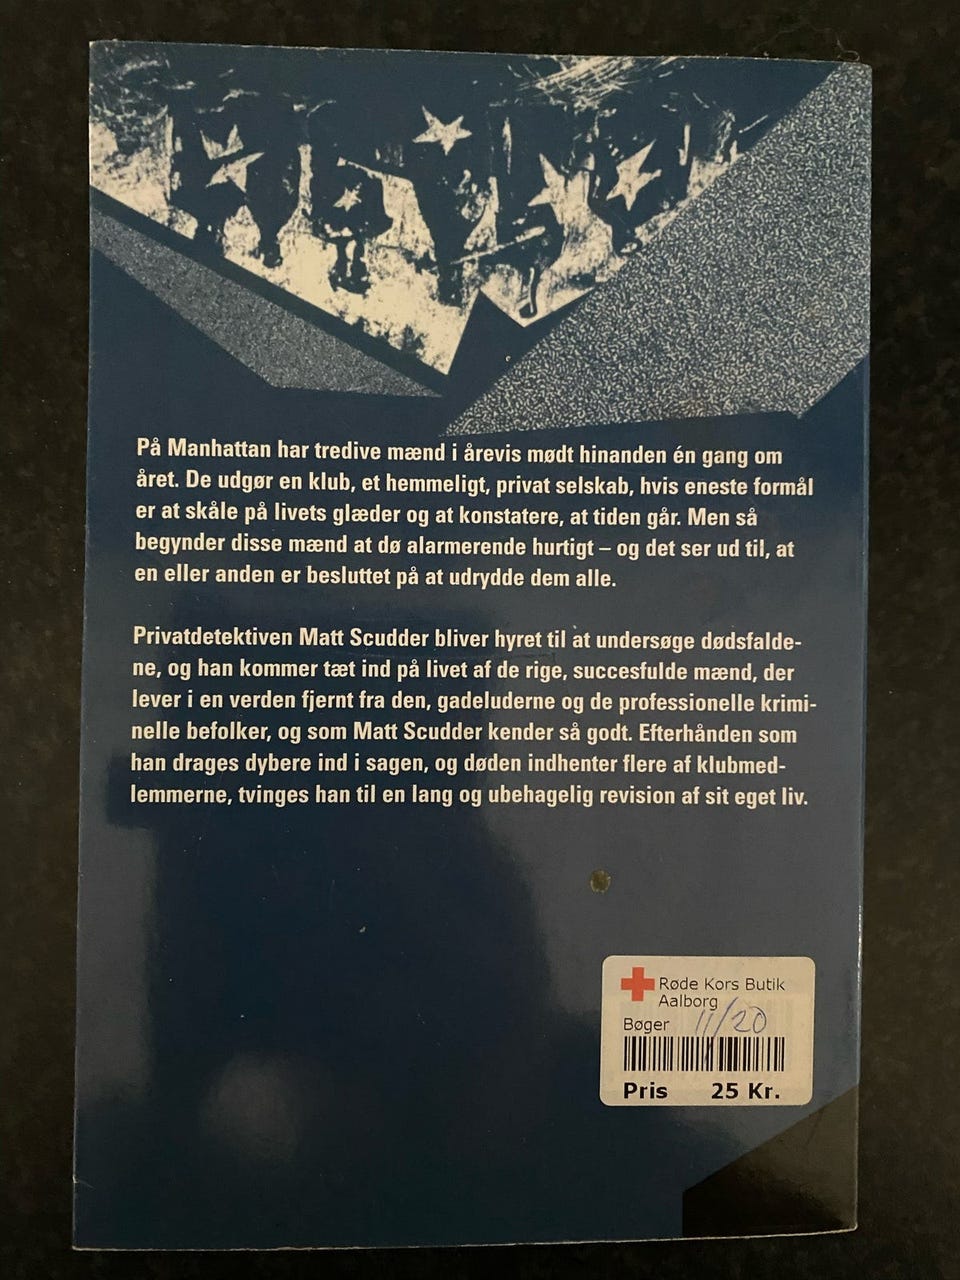 På Manhattan har tredive mænd i årevis mødt hinanden én gang om
året. De udgør en klub, et hemmeligt, privat selskab, hvis eneste formål
er at skåle på livets glæder og at konstatere, at tiden går. Men så
begynder disse mænd at dø alarmerende hurtigt – og det ser ud til, at
en eller anden er besluttet på at udrydde dem alle.
Privatdetektiven Matt Scudder bliver hyret til at undersøge dødsfalde-
ne, og han kommer tæt ind på livet af de rige, succesfulde mænd, der
lever i en verden fjernt fra den, gadeluderne og de professionelle krimi-
nelle befolker, og som Matt Scudder kender så godt. Efterhånden som
han drages dybere ind i sagen, og døden indhenter flere af klubmed-
lemmerne, tvinges han til en lang og ubehagelig revision af sit eget liv.
Røde Kors Butik
Aalborg
Bøger 11/20
Pris 25 Kr.